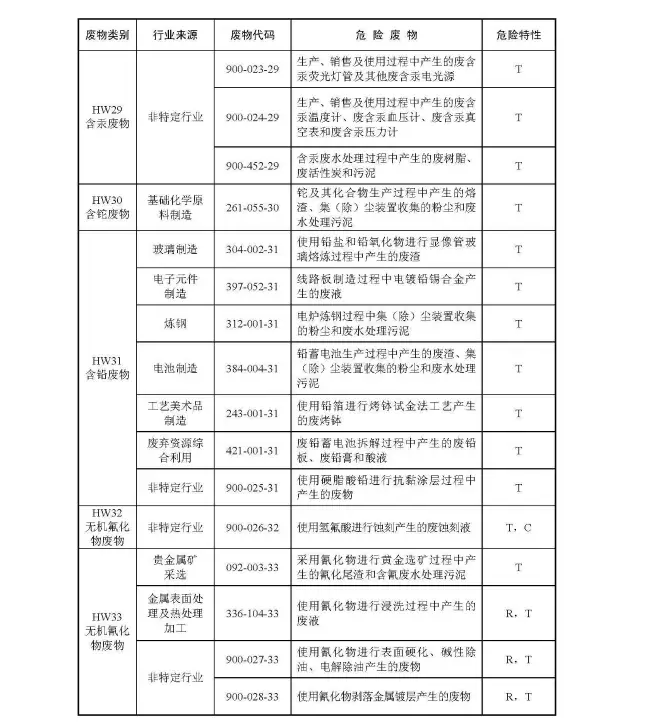 废物类别 行业来源 废物代码 危 险 废 物 危险特性
HW29
含汞废物
非特定行业
900-023-29
生产、销售及使用过程中产生的废含
汞荧光灯管及其他废含汞电光源
T
900-024-29
生产、销售及使用过程中产生的废含
汞温度计、废含汞血压计、废含汞真
空表和废含汞压力计
T
900-452-29
含汞废水处理过程中产生的废树脂、
废活性炭和污泥
T
HW30
含铊废物
基础化学原
料制造
261-055-30
铊及其化合物生产过程中产生的熔
渣、集（除）尘装置收集的粉尘和废
水处理污泥
T
HW31
含铅废物
玻璃制造
304-002-31
使用铅盐和铅氧化物进行显像管玻
璃熔炼过程中产生的废渣
T
电子元件
制造
397-052-31
线路板制造过程中电镀铅锡合金产
生的废液
T
炼钢
312-001-31
电炉炼钢过程中集（除）尘装置收集
的粉尘和废水处理污泥
T
电池制造
384-004-31
铅蓄电池生产过程中产生的废渣、集
（除）尘装置收集的粉尘和废水处理
污泥
T
工艺美术品
制造
243-001-31
使用铅箔进行烤钵试金法工艺产生
的废烤钵
T
废弃资源综
合利用
421-001-31
废铅蓄电池拆解过程中产生的废铅
板、废铅膏和酸液
T
非特定行业
900-025-31
使用硬脂酸铅进行抗黏涂层过程中
产生的废物
T
HW32
无机氟化
物废物
非特定行业
900-026-32
使用氢氟酸进行蚀刻产生的废蚀刻液
T，C
HW33
无机氰化
物废物
贵金属矿
采选
092-003-33
采用氰化物进行黄金选矿过程中产
生的氰化尾渣和含氰废水处理污泥
T
金属表面处
理及热处理
加工
336-104-33
使用氰化物进行浸洗过程中产生的
废液
R，T
非特定行业
900-027-33
使用氰化物进行表面硬化、碱性除
油、电解除油产生的废物
R，T
900-028-33
使用氰化物剥落金属镀层产生的废物
R，T